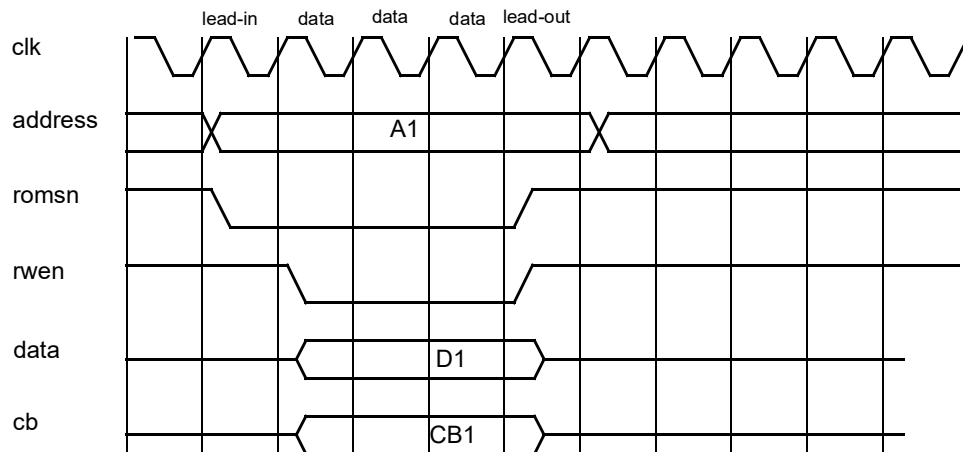 lead-in data data data lead-out
clk
address A1
romsn
rwen
data D1
cb CB1